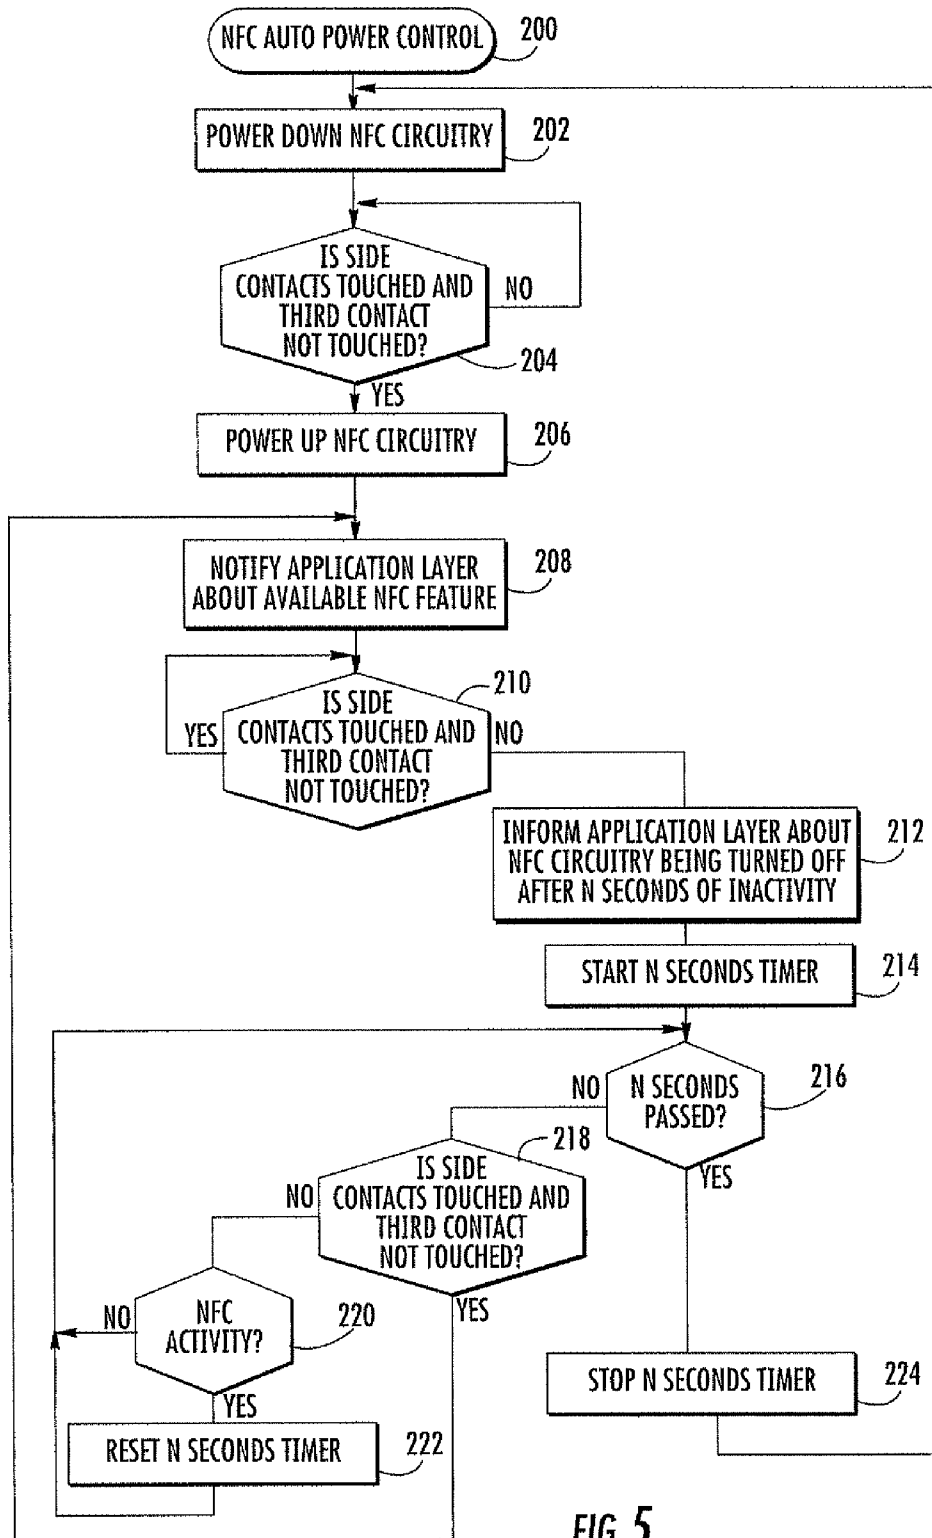 NFC AUTO POWER CONTROL
200
POWER DOWN NFC CIRCUITRY
202
IS SIDE
CONTACTS TOUCHED AND
THIRD CONTACT
NOT TOUCHED?
NO
204
YES
POWER UP NFC CIRCUITRY
206
NOTIFY APPLICATION LAYER
ABOUT AVAILABLE NFC FEATURE
208
210
IS SIDE
CONTACTS TOUCHED AND
THIRD CONTACT
NOT TOUCHED?
YES
NO
INFORM APPLICATION LAYER ABOUT
NFC CIRCUITRY BEING TURNED OFF
AFTER N SECONDS OF INACTIVITY
212
START N SECONDS TIMER
214
N SECONDS
PASSED?
216
NO
YES
218
IS SIDE
CONTACTS TOUCHED AND
THIRD CONTACT
NOT TOUCHED?
NO
YES
NFC
ACTIVITY?
220
NO
YES
STOP N SECONDS TIMER
224
RESET N SECONDS TIMER
222
FIG. 5